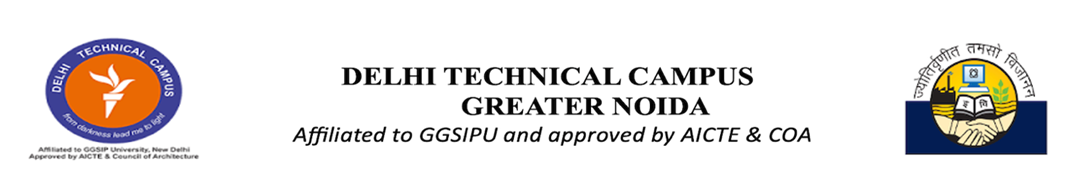 DELHI TECHNICAL CAMPUS
from darkness lead me to light
Affiliated to GGSIP University, New Delhi
Approved by AICTE & Council of Architecture
DELHI TECHNICAL CAMPUS
GREATER NOIDA
Affiliated to GGSIPU and approved by AICTE & COA
ज्योतिर्वृणीत तमसो विजानन